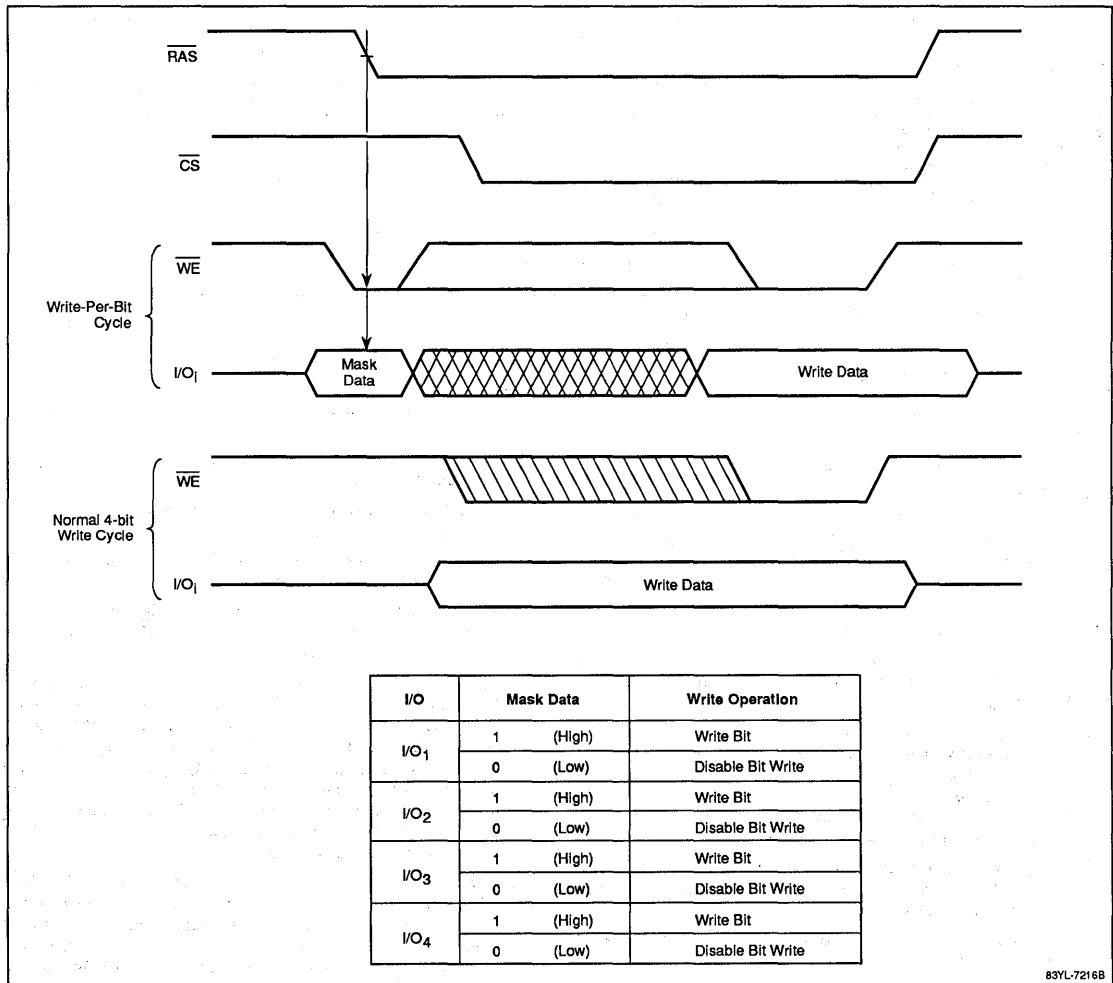 RAS
CS
WE
Write-Per-Bit
Cycle
I/Oi
Mask
Data
Write Data
WE
Normal 4-bit
Write Cycle
I/Oi
Write Data
I/O Mask Data Write Operation
I/O1 1 (High) Write Bit
0 (Low) Disable Bit Write
I/O2 1 (High) Write Bit
0 (Low) Disable Bit Write
I/O3 1 (High) Write Bit
0 (Low) Disable Bit Write
I/O4 1 (High) Write Bit
0 (Low) Disable Bit Write
83YL-7216B